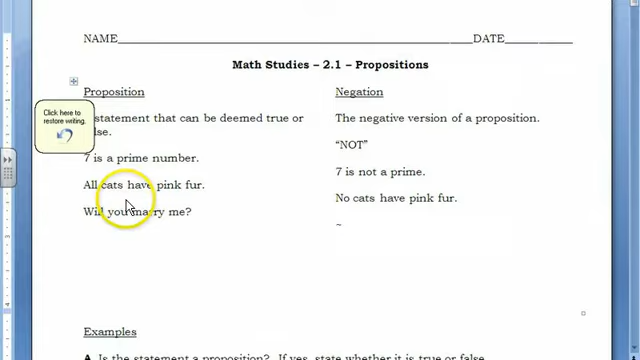 NAME DATE
Math Studies – 2.1 – Propositions
Proposition
statement that can be deemed true or
false.
7 is a prime number.
All cats have pink fur.
Will you marry me?
Negation
The negative version of a proposition.
“NOT”
7 is not a prime.
No cats have pink fur.
~
Click here to
restore writing.
Examples
A. Is the statement a proposition? If yes, state whether it is true or false.